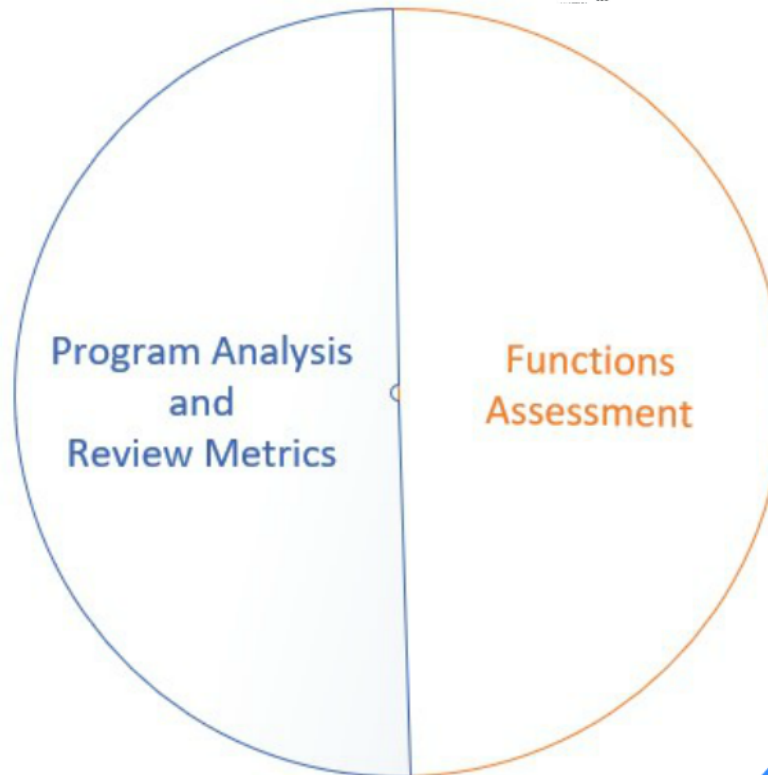 Program Analysis
and
Review Metrics
Functions
Assessment